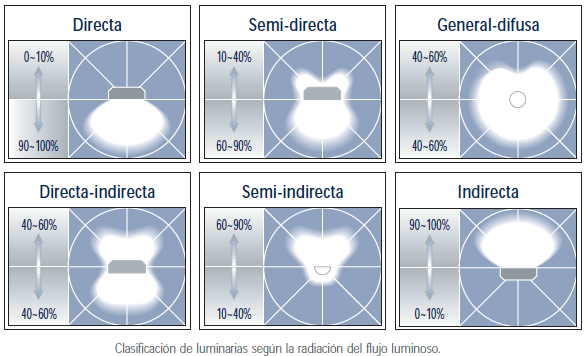 Directa
0~10%
90~100%
Semi-directa
10~40%
60~90%
General-difusa
40~60%
40~60%
Directa-indirecta
40~60%
40~60%
Semi-indirecta
60~90%
10~40%
Indirecta
90~100%
0~10%
Clasificación de luminarias según la radiación del flujo luminoso.